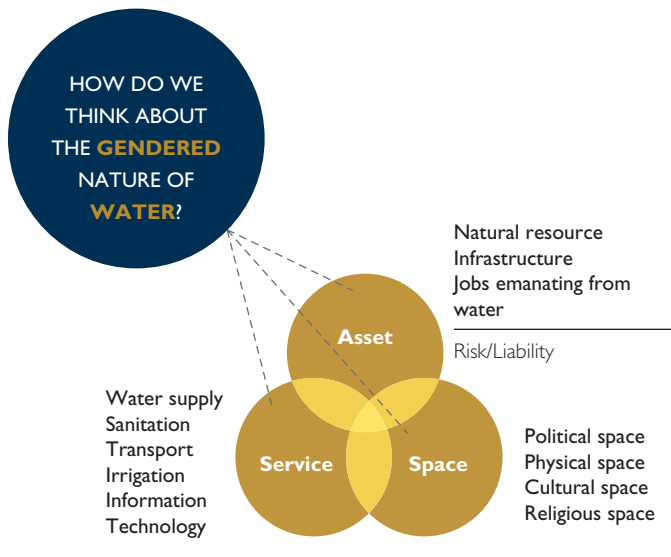 HOW DO WE
THINK ABOUT
THE GENDERED
NATURE OF
WATER?
Natural resource
Infrastructure
Jobs emanating from
water
Risk/Liability
Asset
Water supply
Sanitation
Transport
Irrigation
Information
Technology
Service
Space
Political space
Physical space
Cultural space
Religious space